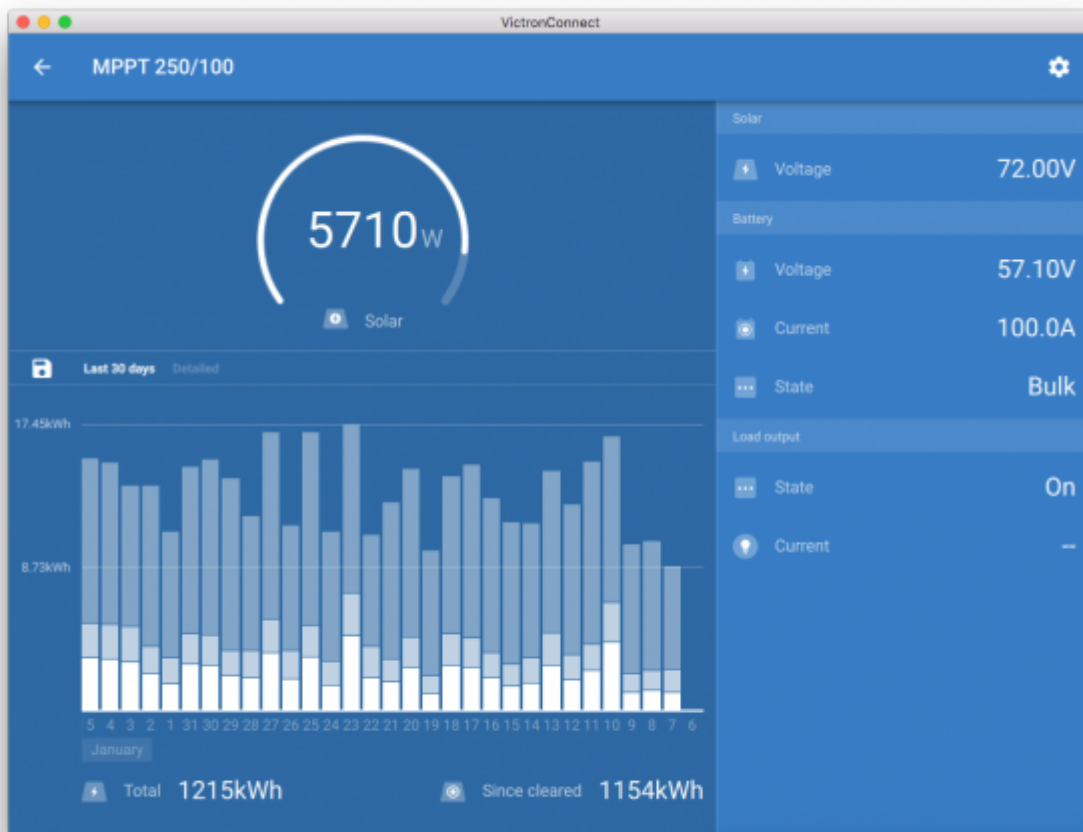 VictronConnect
MPPT 250/100
5710W
Solar
Last 30 days Detailed
17.45kWh
8.73kWh
5 4 3 2 1 31 30 29 28 27 26 25 24 23 22 21 20 19 18 17 16 15 14 13 12 11 10 9 8 7 6
January
Total 1215kWh Since cleared 1154kWh
Solar
Voltage 72.00V
Battery
Voltage 57.10V
Current 100.0A
State Bulk
Load output
State On
Current --